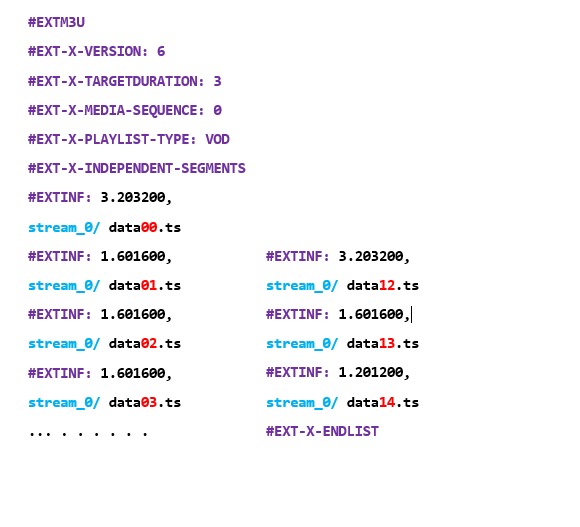 #EXTM3U
#EXT-X-VERSION: 6
#EXT-X-TARGETDURATION: 3
#EXT-X-MEDIA-SEQUENCE: 0
#EXT-X-PLAYLIST-TYPE: VOD
#EXT-X-INDEPENDENT-SEGMENTS
#EXTINF: 3.203200,
stream_0/ data00.ts
#EXTINF: 1.601600,
stream_0/ data01.ts
#EXTINF: 1.601600,
stream_0/ data02.ts
#EXTINF: 1.601600,
stream_0/ data03.ts
... . . . . . .
#EXTINF: 3.203200,
stream_0/ data12.ts
#EXTINF: 1.601600,
stream_0/ data13.ts
#EXTINF: 1.201200,
stream_0/ data14.ts
#EXT-X-ENDLIST